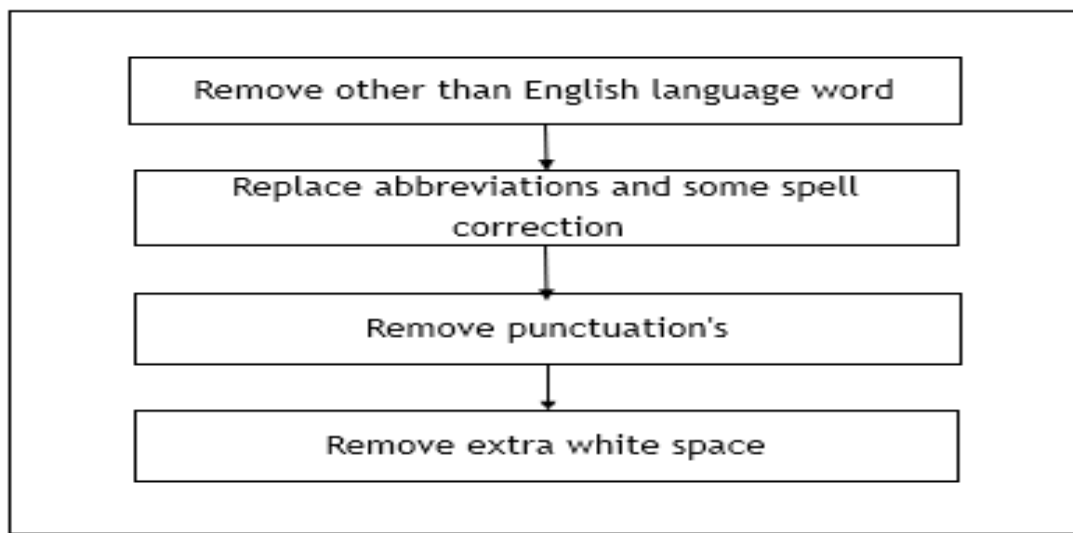 Remove other than English language word
Replace abbreviations and some spell
correction
Remove punctuation's
Remove extra white space